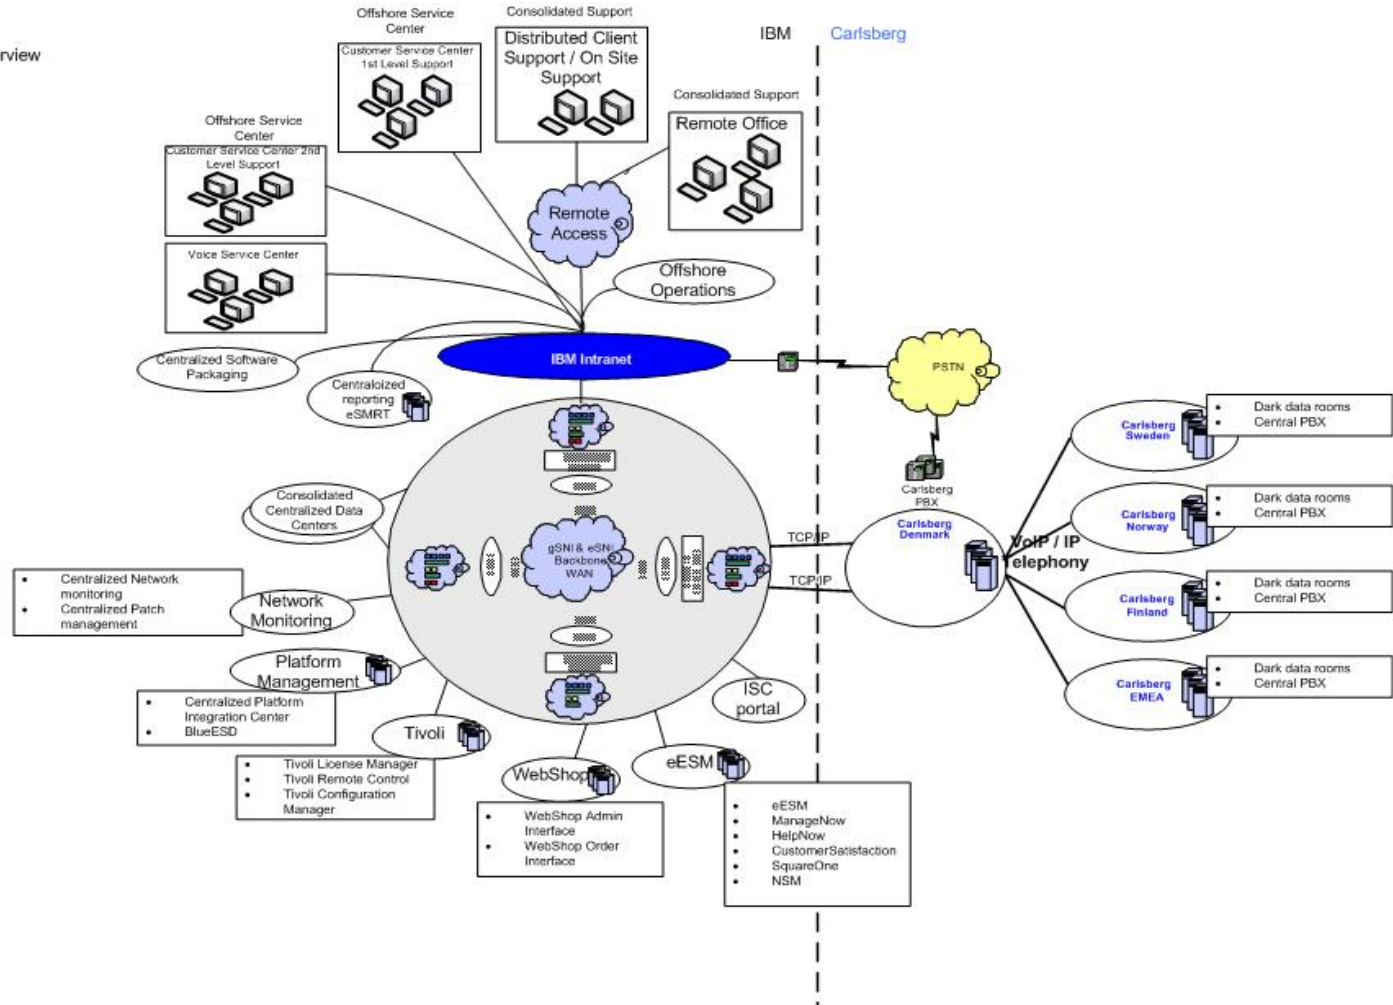 rview
Offshore Service
Center
Customer Service Center
1st Level Support
Consolidated Support
Distributed Client
Support / On Site
Support
IBM
Carlsberg
Consolidated Support
Remote Office
Offshore Service
Center
Customer Service Center 2nd
Level Support
Voice Service Center
Remote
Access
Offshore
Operations
Centralized Software
Packaging
Centraloized
reporting
eSMRT
IBM Intranet
PSTN
Carlsberg
PBX
Consolidated
Centralized Data
Centers
gSNI & eSNI
Backbone
WAN
TCP/IP
TCP/IP
Carlsberg
Denmark
VoIP / IP
elephony
Carlsberg
Sweden
• Dark data rooms
• Central PBX
Carlsberg
Norway
• Dark data rooms
• Central PBX
Carlsberg
Finland
• Dark data rooms
• Central PBX
Carlsberg
EMEA
• Dark data rooms
• Central PBX
• Centralized Network
monitoring
• Centralized Patch
management
Network
Monitoring
Platform
Management
• Centralized Platform
Integration Center
• BlueESD
Tivoli
• Tivoli License Manager
• Tivoli Remote Control
• Tivoli Configuration
Manager
WebShop
• WebShop Admin
Interface
• WebShop Order
Interface
eESM
• eESM
• ManageNow
• HelpNow
• CustomerSatisfaction
• SquareOne
• NSM
ISC
portal